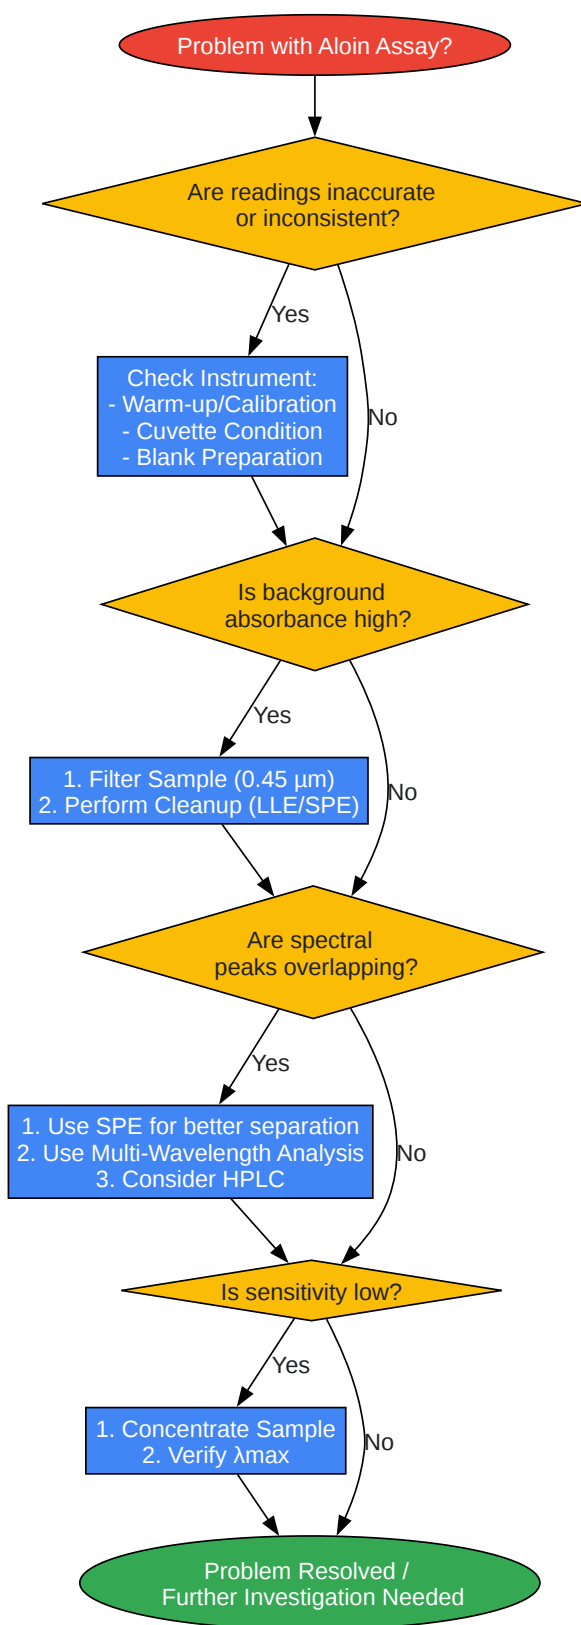 Problem with Aloin Assay?
Are readings inaccurate
or inconsistent?
Yes
Check Instrument:
- Warm-up/Calibration
- Cuvette Condition
- Blank Preparation
No
Is background
absorbance high?
Yes
1. Filter Sample (0.45 µm)
2. Perform Cleanup (LLE/SPE)
No
Are spectral
peaks overlapping?
Yes
1. Use SPE for better separation
2. Use Multi-Wavelength Analysis
3. Consider HPLC
No
Is sensitivity low?
Yes
1. Concentrate Sample
2. Verify λmax
No
Problem Resolved /
Further Investigation Needed